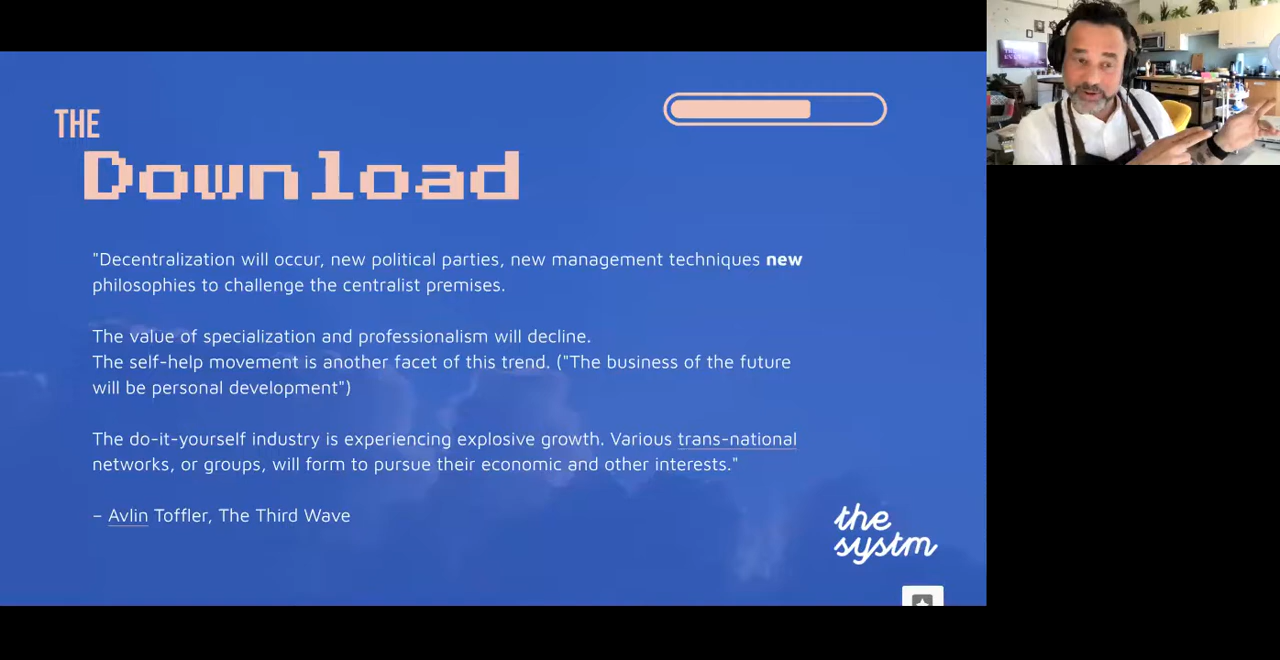 THE
Download
"Decentralization will occur, new political parties, new management techniques new
philosophies to challenge the centralist premises.
The value of specialization and professionalism will decline.
The self-help movement is another facet of this trend. ("The business of the future
will be personal development")
The do-it-yourself industry is experiencing explosive growth. Various trans-national
networks, or groups, will form to pursue their economic and other interests."
– Avlin Toffler, The Third Wave
the
systm